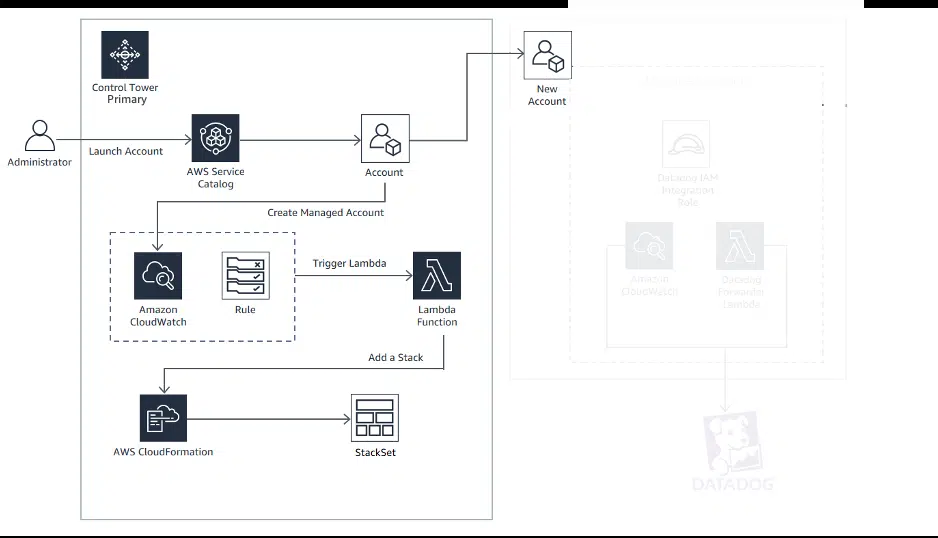 Control Tower
Primary
New
Account
Administrator
Launch Account
AWS Service
Catalog
Account
Datadog IAM
Integration
Role
Create Managed Account
Trigger Lambda
Amazon
CloudWatch
Rule
Lambda
Function
Amazon
CloudWatch
Datadog
Forwarder
Lambda
Add a Stack
AWS CloudFormation
StackSet
DATADOG